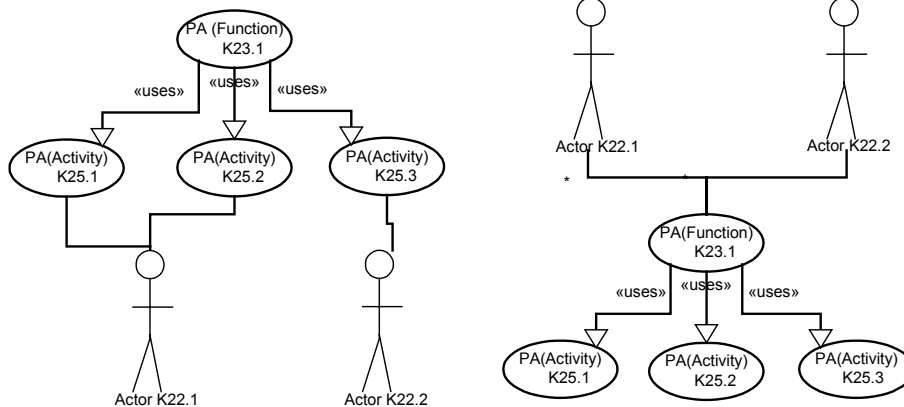 PA (Function)
K23.1
«uses»
«uses»
«uses»
PA(Activity)
K25.1
PA(Activity)
K25.2
PA(Activity)
K25.3
Actor K22.1
Actor K22.2
Actor K22.1
Actor K22.2
*
*
PA(Function)
K23.1
«uses»
«uses»
«uses»
PA(Activity)
K25.1
PA(Activity)
K25.2
PA(Activity)
K25.3